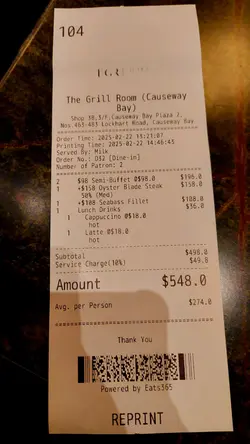 104
The Grill Room (Causeway
Bay)
Shop 3B,3/F,Causeway Bay Plaza 2,
Nos.463-483 Lockhart Road, Causeway Bay
Order Time: 2025-02-22 13:21:07
Printing Time: 2025-02-22 14:46:45
Served By: Milk
Order No.: D32 [Dine-in]
Number of Patron: 2
2 $98 Semi-Buffet @$98.0 $196.0
1 +$158 Oyster Blade Steak $158.0
50% (Med)
1 +$108 Seabass Fillet $108.0
1 Lunch Drinks $36.0
1 Cappuccino @$18.0
hot
1 Latte @$18.0
hot
Subtotal $498.0
Service Charge(10%) $49.8
Amount $548.0
Avg. per Person $274.0
Thank You
Powered by Eats365
REPRINT